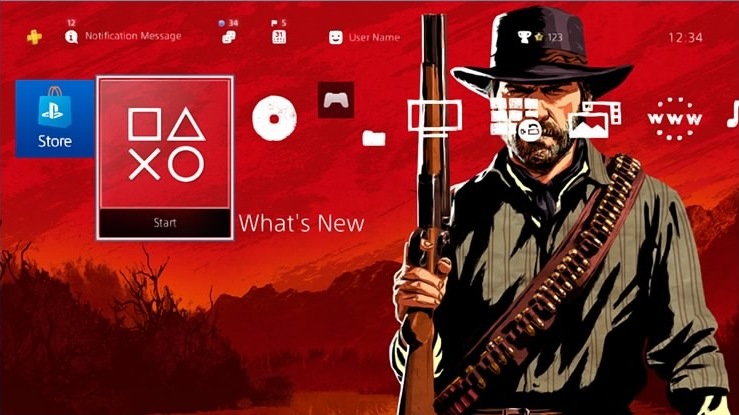 12
34
5
Notification Message
31
User Name
123
12:34
Store
Start
What's New
www